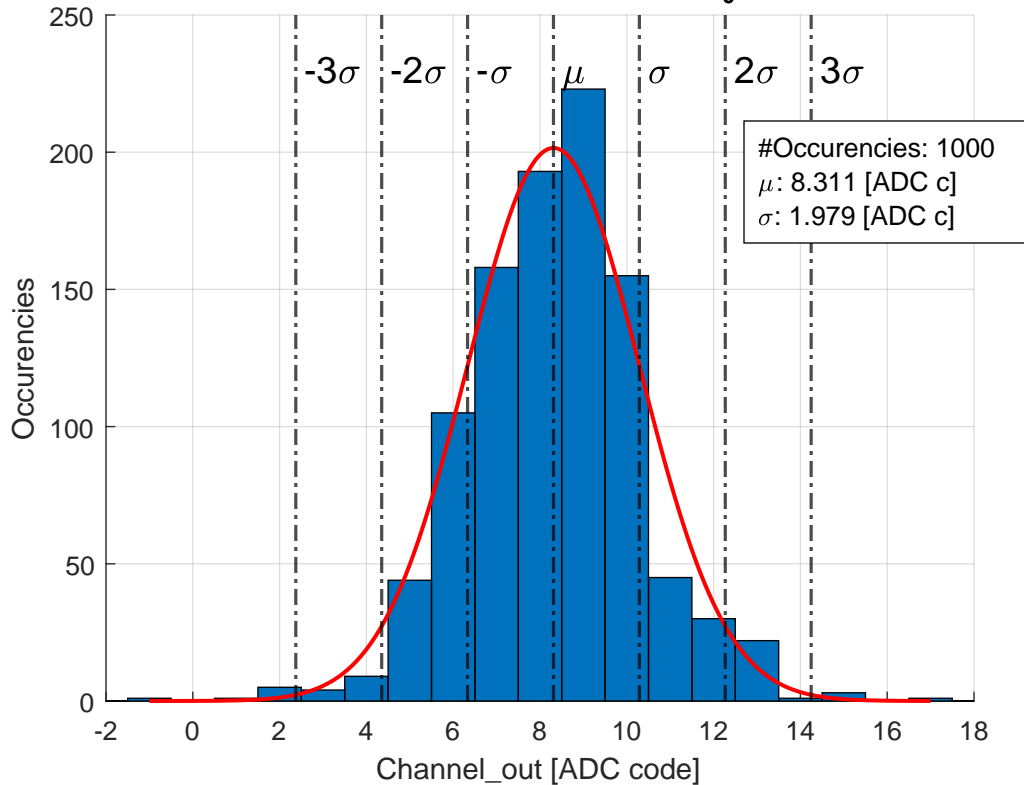 250
200
150
100
50
0
-3σ -2σ -σ μ σ 2σ 3σ
#Occurencies: 1000
μ: 8.311 [ADC c]
σ: 1.979 [ADC c]
Occurencies
-2 0 2 4 6 8 10 12 14 16 18
Channel_out [ADC code]